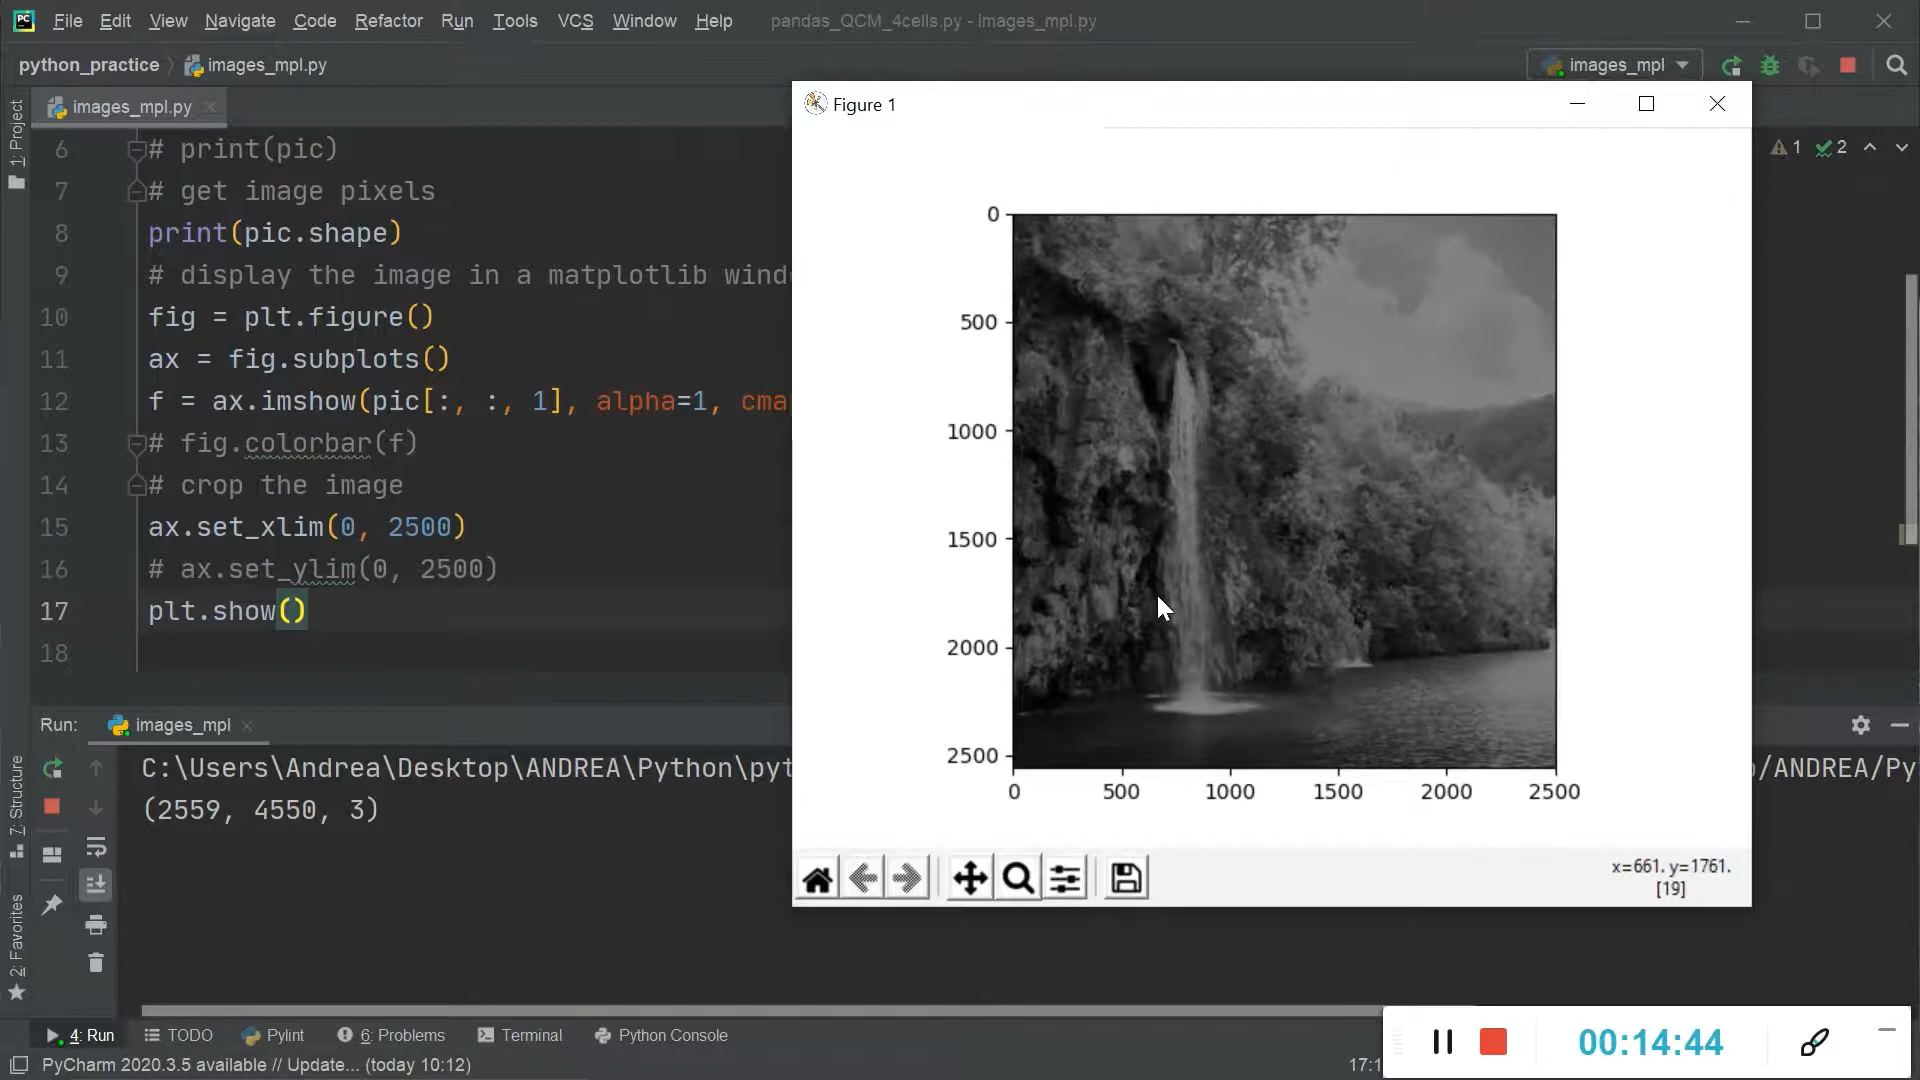 File Edit View Navigate Code Refactor Run Tools VCS Window Help pandas_QCM_4cells.py - images_mpl.py
python_practice images_mpl.py images_mpl
images_mpl.py
1: Project
6 # print(pic)
7 # get image pixels
8 print(pic.shape)
9 # display the image in a matplotlib wind
10 fig = plt.figure()
11 ax = fig.subplots()
12 f = ax.imshow(pic[:, :, 1], alpha=1, cma
13 # fig.colorbar(f)
14 # crop the image
15 ax.set_xlim(0, 2500)
16 # ax.set_ylim(0, 2500)
17 plt.show()
18
1 2
Figure 1
0
500
1000
1500
2000
2500
0 500 1000 1500 2000 2500
x=661. y=1761.
[19]
Run: images_mpl
C:\Users\Andrea\Desktop\ANDREA\Python\pyt
/ANDREA/Py
(2559, 4550, 3)
7: Structure
2: Favorites
4: Run TODO Pylint 6: Problems Terminal Python Console
PyCharm 2020.3.5 available // Update... (today 10:12)
17:1
00:14:44